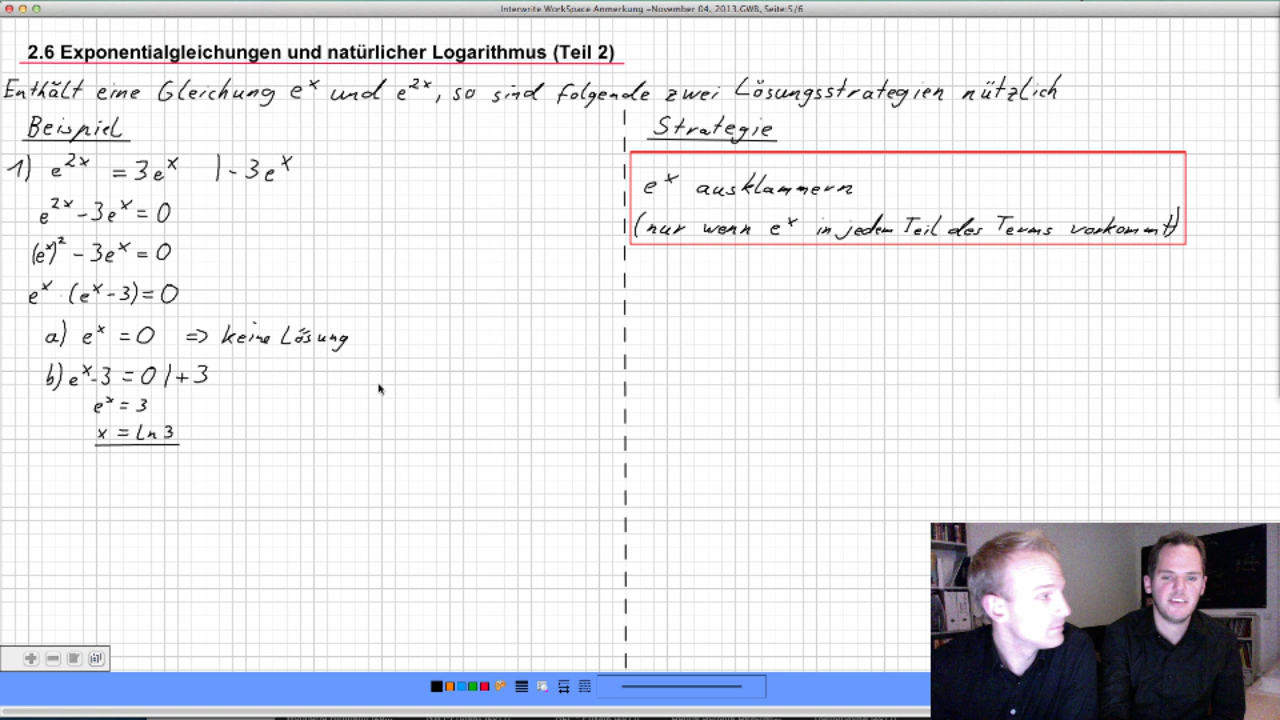 Interwrite WorkSpace Anmerkung -November 04, 2013.GWB, Seite:5/6
2.6 Exponentialgleichungen und natürlicher Logarithmus (Teil 2)
Enthält eine Gleichung e^x und e^2x, so sind folgende zwei Lösungsstrategien nützlich
Beispiel
1) e^2x = 3e^x | - 3e^x
e^2x - 3e^x = 0
(e^x)^2 - 3e^x = 0
e^x · (e^x - 3) = 0
a) e^x = 0 => keine Lösung
b) e^x - 3 = 0 | + 3
e^x = 3
x = ln 3
Strategie
e^x ausklammern
(nur wenn e^x in jedem Teil des Terms vorkommt)